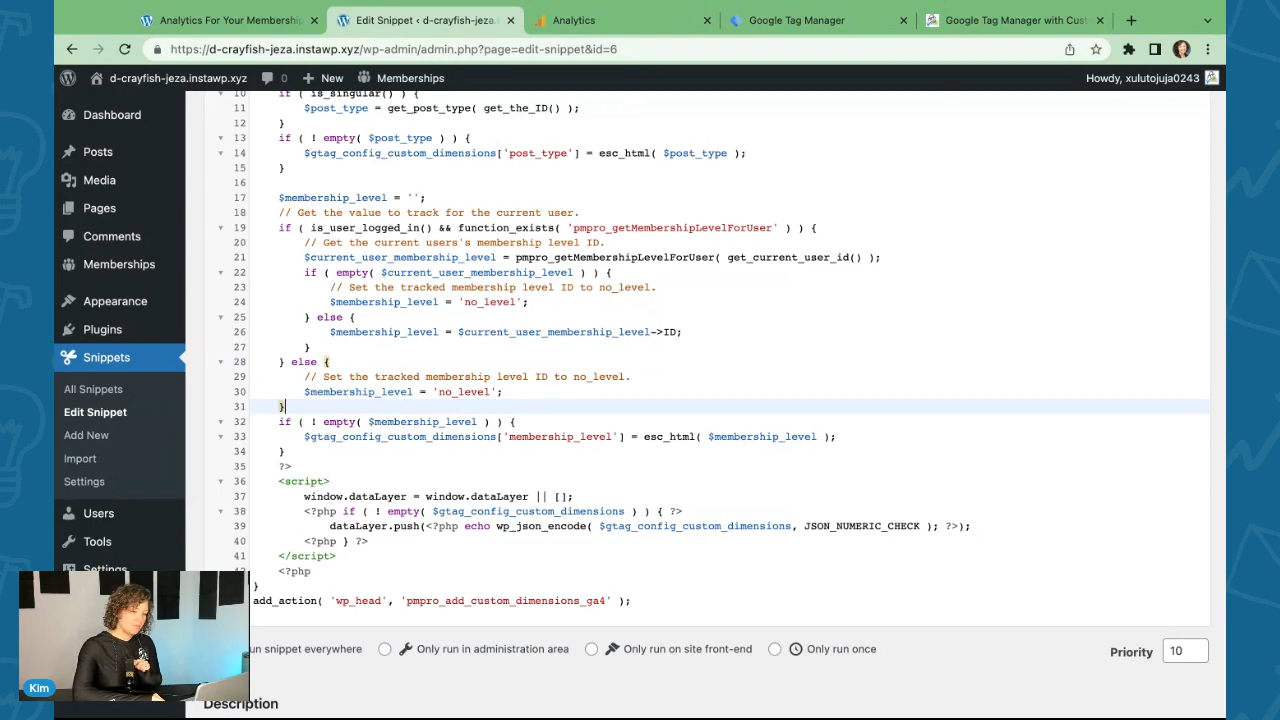 Analytics For Your Membership
Edit Snippet ‹ d-crayfish-jeza.i
Analytics
Google Tag Manager
Google Tag Manager with Cust
https://d-crayfish-jeza.instawp.xyz/wp-admin/admin.php?page=edit-snippet&id=6
d-crayfish-jeza.instawp.xyz
0
New
Memberships
Howdy, xulutojuja0243
Dashboard
Posts
Media
Pages
Comments
Memberships
Appearance
Plugins
Snippets
All Snippets
Edit Snippet
Add New
Import
Settings
Users
Tools
Settings
10 if ( is_singular() ) {
11 $post_type = get_post_type( get_the_ID() );
12 }
13 if ( ! empty( $post_type ) ) {
14 $gtag_config_custom_dimensions['post_type'] = esc_html( $post_type );
15 }
16
17 $membership_level = '';
18 // Get the value to track for the current user.
19 if ( is_user_logged_in() && function_exists( 'pmpro_getMembershipLevelForUser' ) ) {
20 // Get the current users's membership level ID.
21 $current_user_membership_level = pmpro_getMembershipLevelForUser( get_current_user_id() );
22 if ( empty( $current_user_membership_level ) ) {
23 // Set the tracked membership level ID to no_level.
24 $membership_level = 'no_level';
25 } else {
26 $membership_level = $current_user_membership_level->ID;
27 }
28 } else {
29 // Set the tracked membership level ID to no_level.
30 $membership_level = 'no_level';
31 }
32 if ( ! empty( $membership_level ) ) {
33 $gtag_config_custom_dimensions['membership_level'] = esc_html( $membership_level );
34 }
35 ?>
36 <script>
37 window.dataLayer = window.dataLayer || [];
38 <?php if ( ! empty( $gtag_config_custom_dimensions ) ) { ?>
39 dataLayer.push(<?php echo wp_json_encode( $gtag_config_custom_dimensions, JSON_NUMERIC_CHECK ); ?>);
40 <?php } ?>
41 </script>
<?php
}
add_action( 'wp_head', 'pmpro_add_custom_dimensions_ga4' );
un snippet everywhere
Only run in administration area
Only run on site front-end
Only run once
Priority
10
Description
Kim